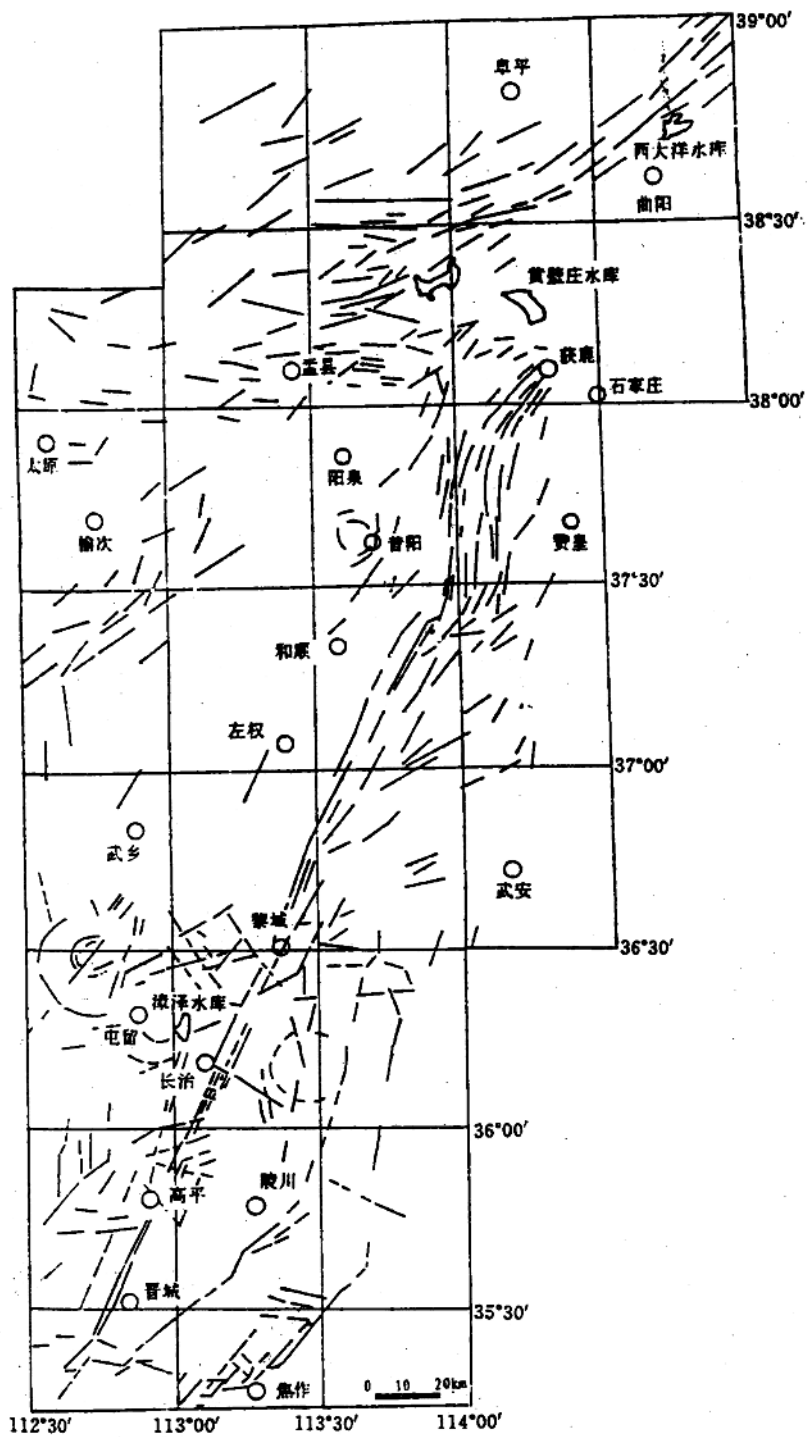 39°00′
阜平
西大洋水库
曲阳
38°30′
黄壁庄水库
获鹿
盂县
石家庄
38°00′
太原
阳泉
榆次
昔阳
赞皇
37°30′
和顺
左权
37°00′
武乡
武安
黎城
36°30′
漳泽水库
屯留
长治
36°00′
陵川
高平
晋城
35°30′
0 10 20km
焦作
112°30′
113°00′
113°30′
114°00′